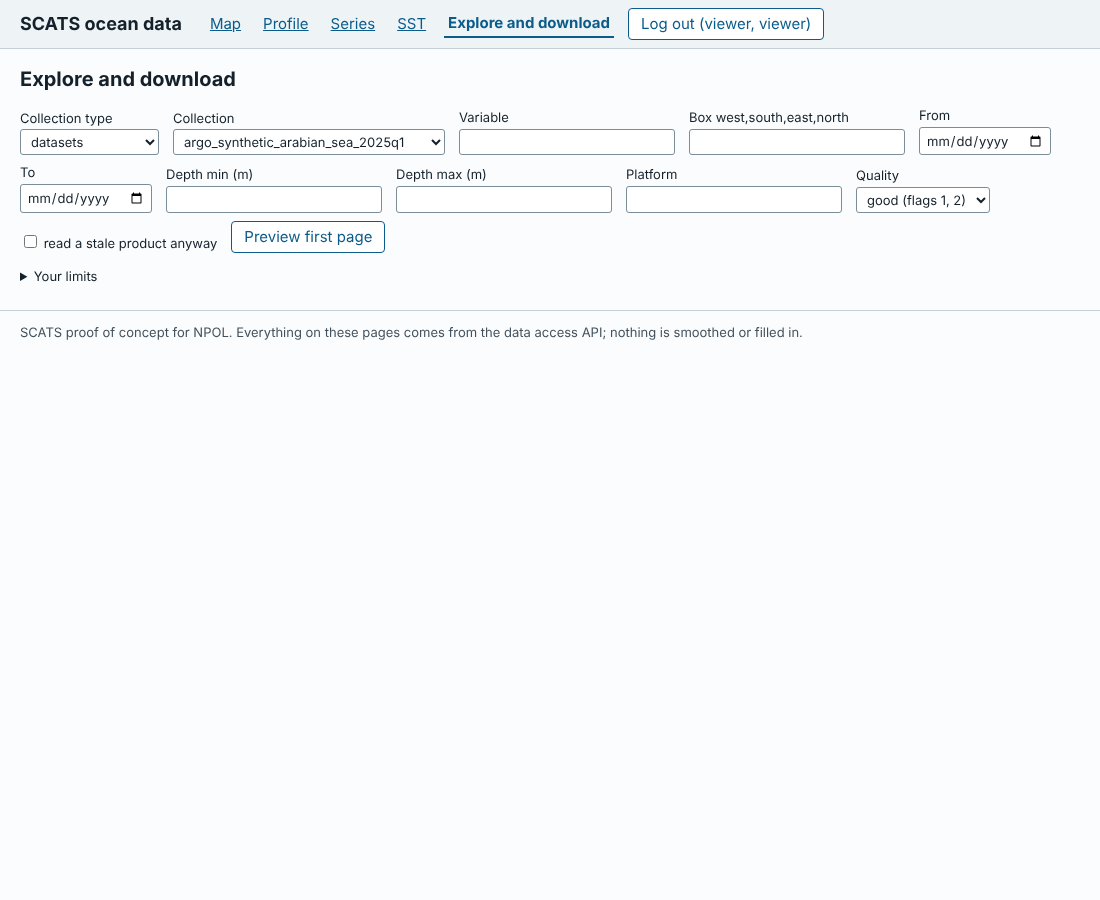 SCATS ocean data Map Profile Series SST Explore and download Log out (viewer, viewer)
Explore and download
Collection type Collection Variable Box west,south,east,north From
datasets argo_synthetic_arabian_sea_2025q1 mm/dd/yyyy
To Depth min (m) Depth max (m) Platform Quality
mm/dd/yyyy good (flags 1, 2)
read a stale product anyway Preview first page
Your limits
SCATS proof of concept for NPOL. Everything on these pages comes from the data access API; nothing is smoothed or filled in.